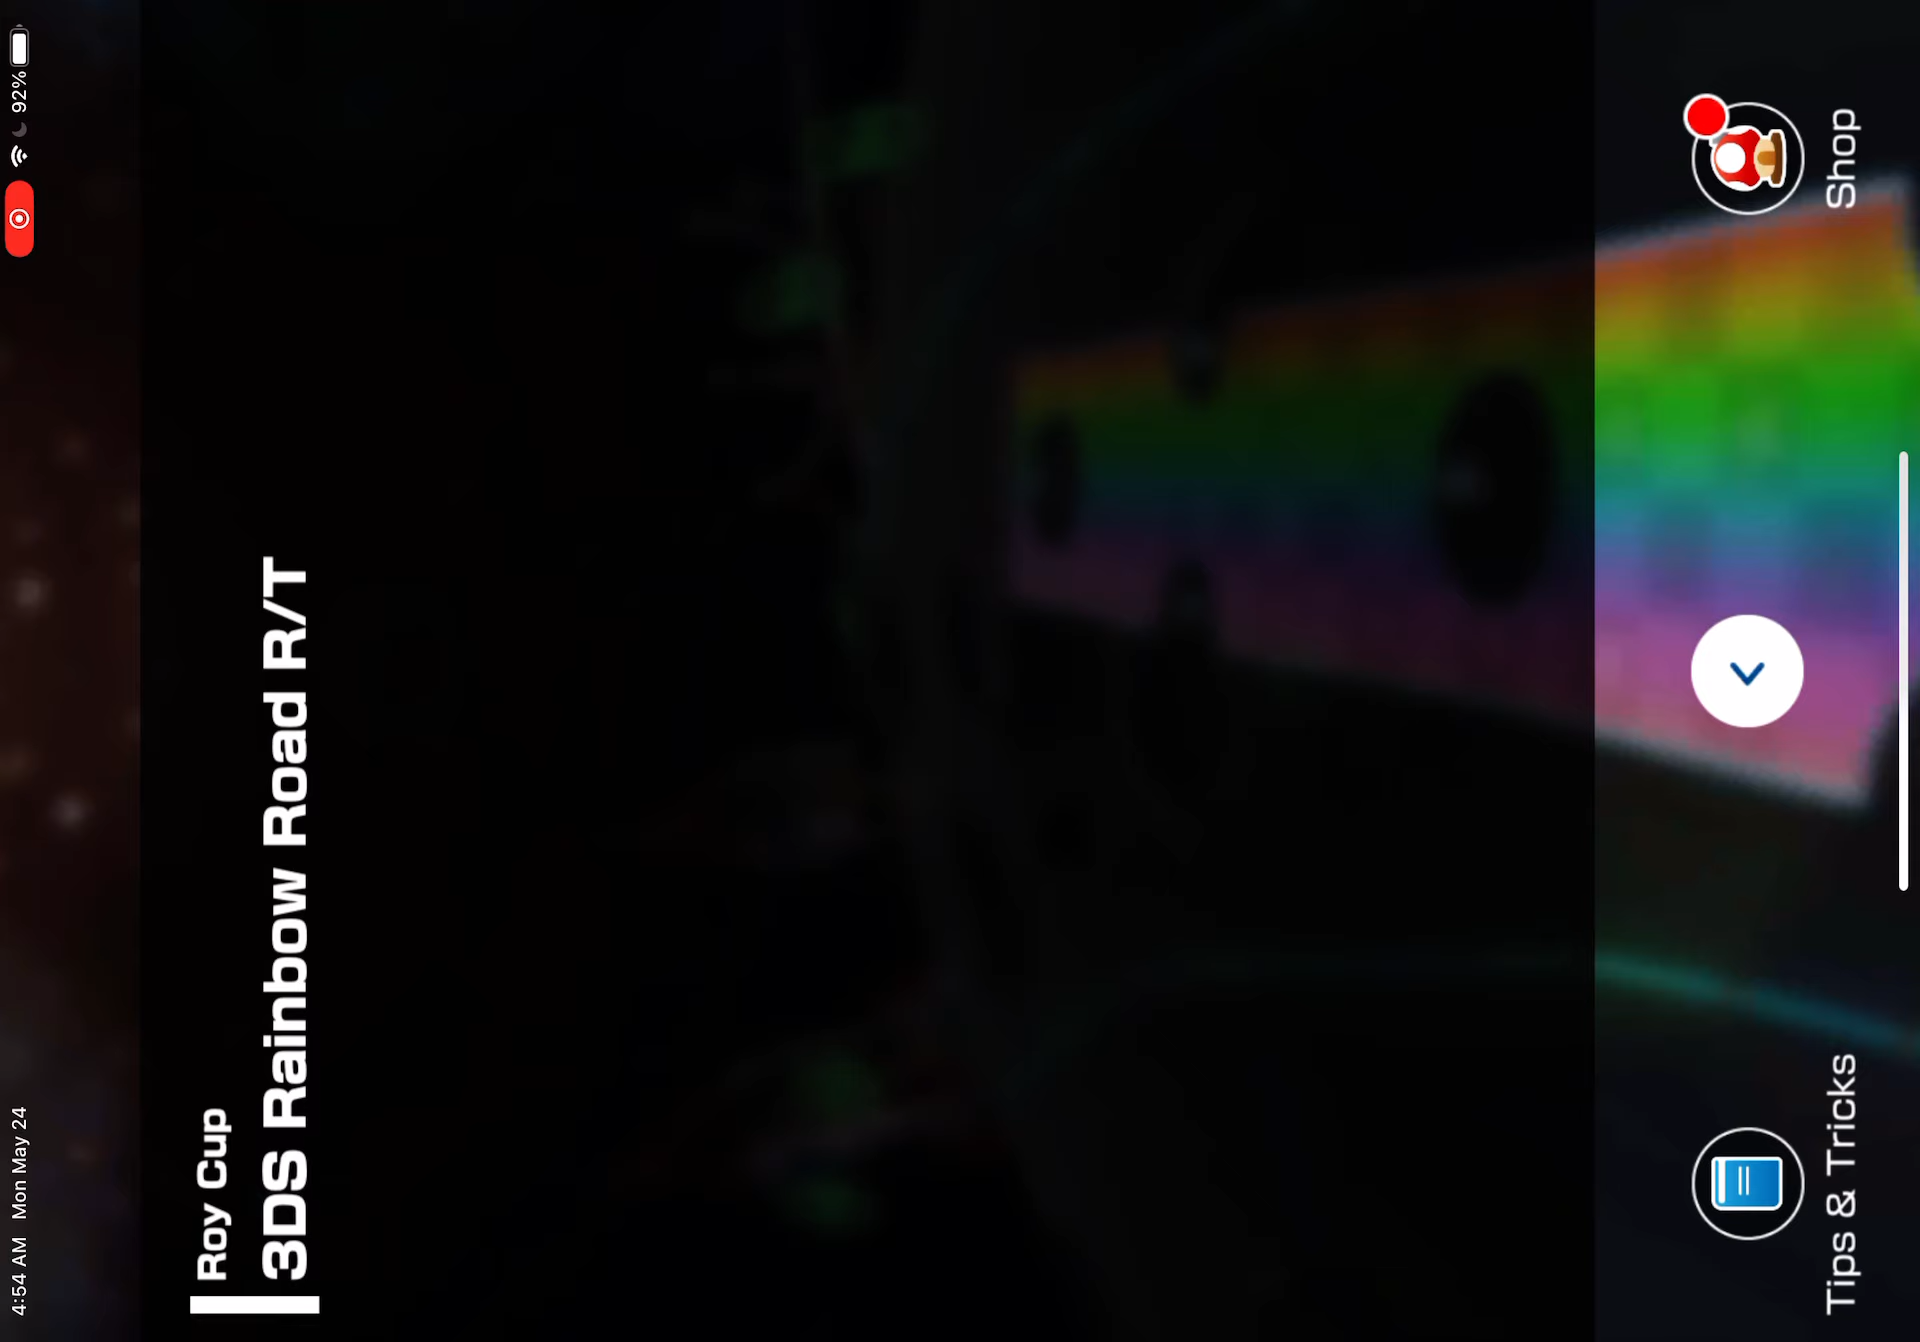 4:54 AM Mon May 24
92%
Roy Cup
3DS Rainbow Road R/T
Tips & Tricks
Shop